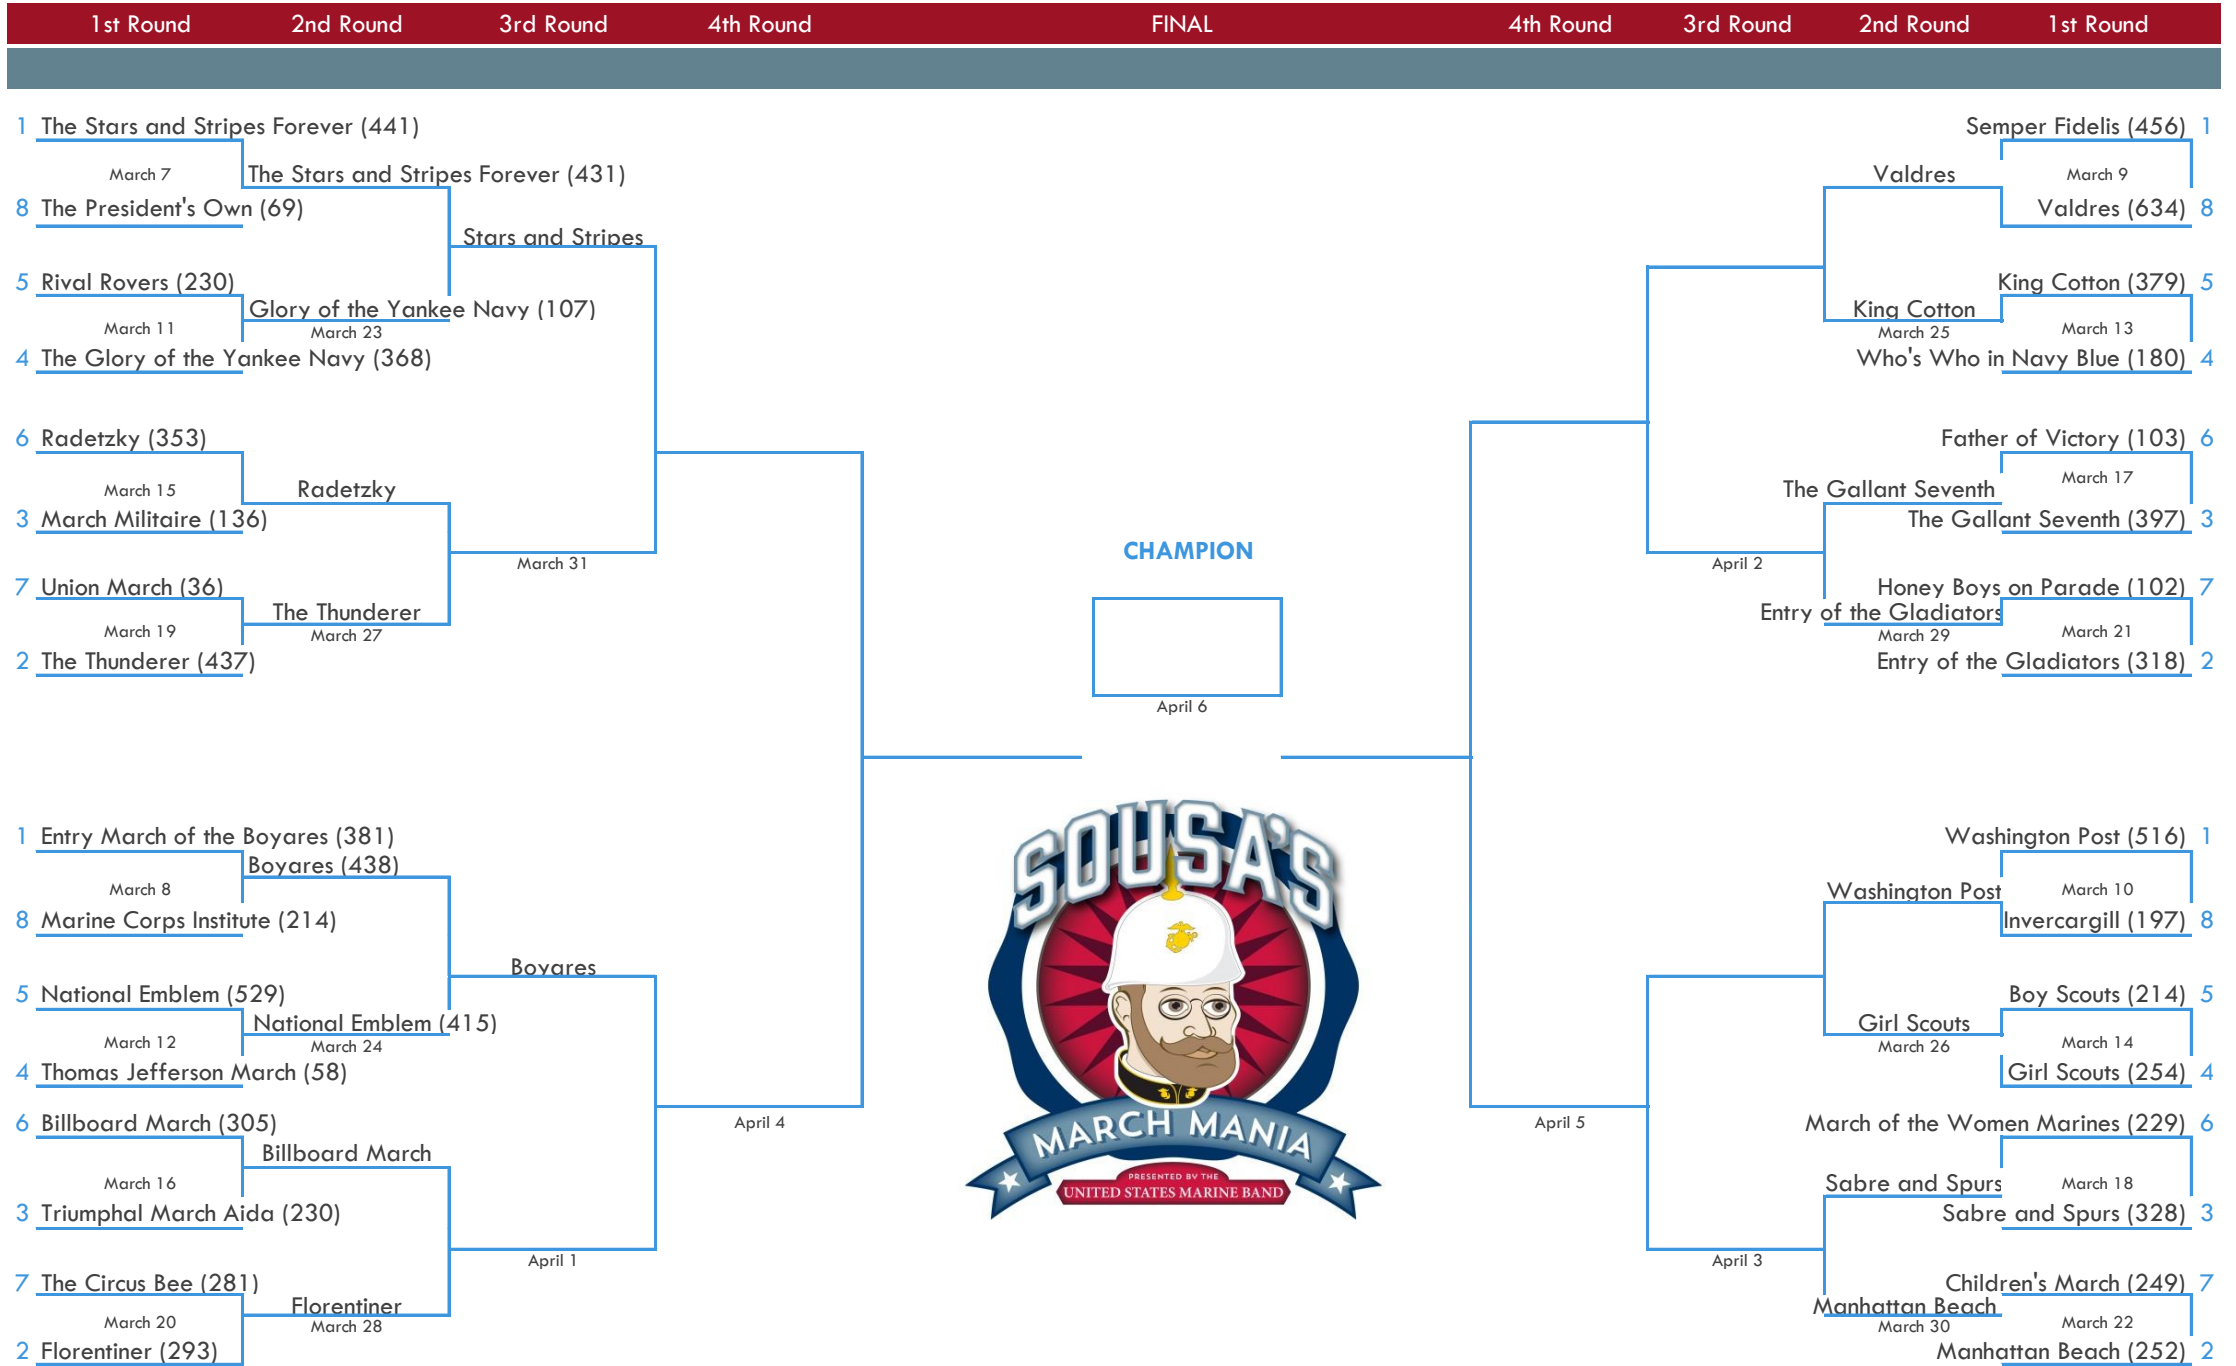 1st Round 2nd Round 3rd Round 4th Round FINAL 4th Round 3rd Round 2nd Round 1st Round
1 The Stars and Stripes Forever (441)
March 7
The Stars and Stripes Forever (431)
8 The President's Own (69)
Stars and Stripes
5 Rival Rovers (230)
Glory of the Yankee Navy (107)
March 11
March 23
4 The Glory of the Yankee Navy (368)
6 Radetzky (353)
March 15
Radetzky
3 March Militaire (136)
March 31
7 Union March (36)
The Thunderer
March 19
March 27
2 The Thunderer (437)
1 Entry March of the Boyares (381)
Boyares (438)
March 8
8 Marine Corps Institute (214)
Boyares
5 National Emblem (529)
National Emblem (415)
March 12
March 24
4 Thomas Jefferson March (58)
April 4
6 Billboard March (305)
Billboard March
March 16
3 Triumphal March Aida (230)
April 1
7 The Circus Bee (281)
Florentiner
March 20
March 28
2 Florentiner (293)
CHAMPION
April 6
SOUSA'S
MARCH MANIA
PRESENTED BY THE
UNITED STATES MARINE BAND
Semper Fidelis (456) 1
Valdres
March 9
Valdres (634) 8
King Cotton (379) 5
King Cotton
March 25
March 13
Who's Who in Navy Blue (180) 4
Father of Victory (103) 6
March 17
The Gallant Seventh
The Gallant Seventh (397) 3
April 2
Honey Boys on Parade (102) 7
Entry of the Gladiators
March 29
March 21
Entry of the Gladiators (318) 2
Washington Post (516) 1
Washington Post
March 10
Invercargill (197) 8
Boy Scouts (214) 5
Girl Scouts
March 26
March 14
Girl Scouts (254) 4
April 5
March of the Women Marines (229) 6
Sabre and Spurs
March 18
Sabre and Spurs (328) 3
April 3
Children's March (249) 7
Manhattan Beach
March 30
March 22
Manhattan Beach (252) 2